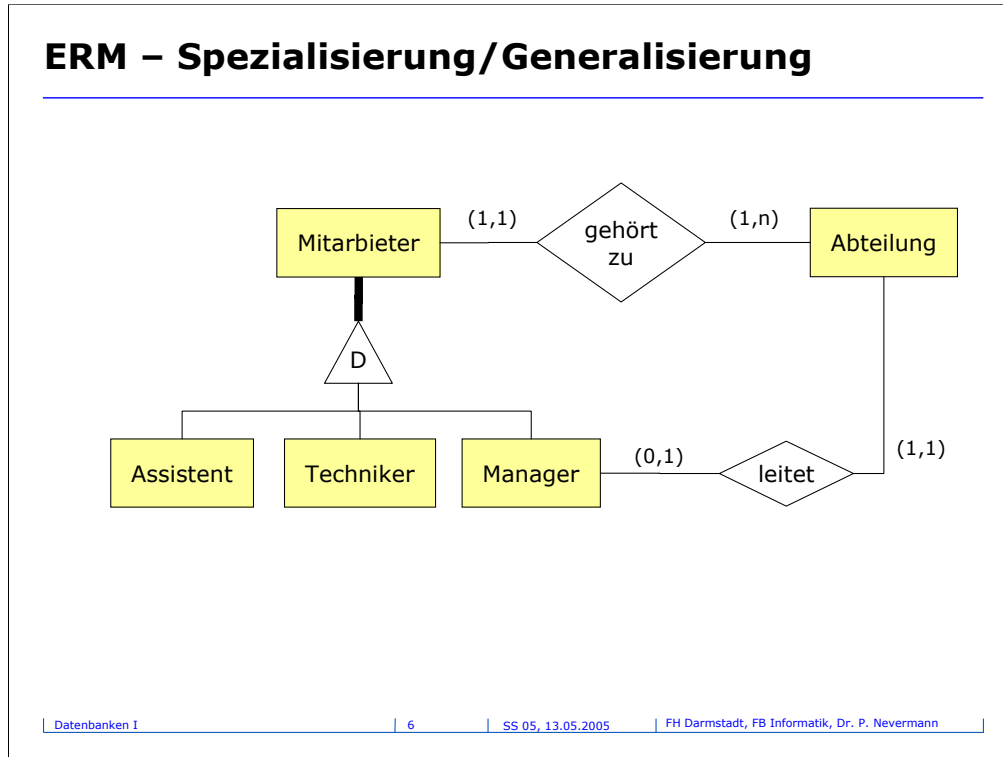 ERM – Spezialisierung/Generalisierung
Mitarbieter
(1,1)
gehört
zu
(1,n)
Abteilung
D
Assistent
Techniker
Manager
(0,1)
leitet
(1,1)
Datenbanken I
6
SS 05, 13.05.2005
FH Darmstadt, FB Informatik, Dr. P. Nevermann